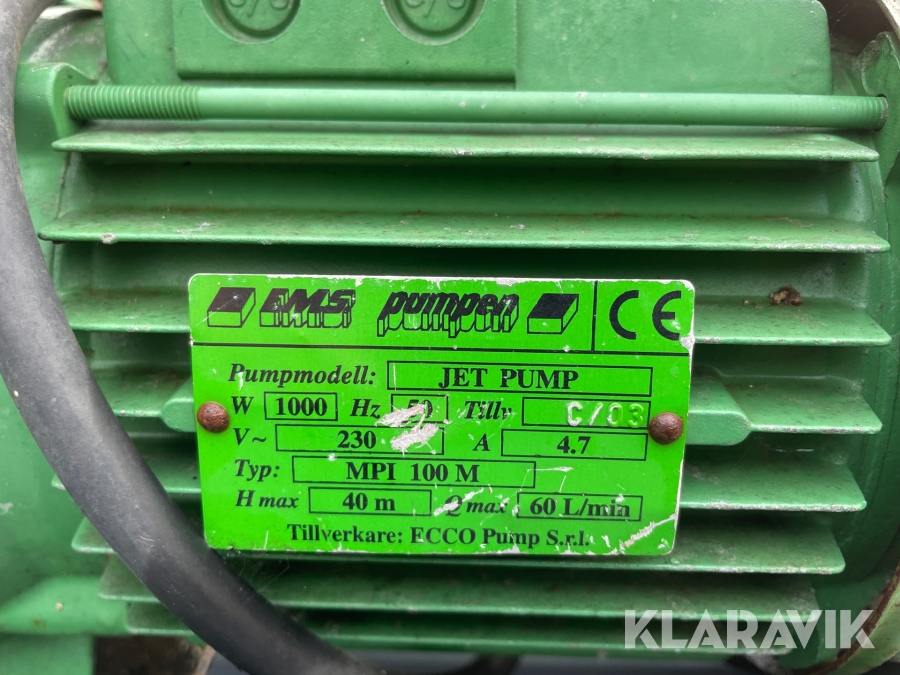 EMS pumpen CE
Pumpmodell: JET PUMP
W 1000 Hz 50 Tillv C/03
V~ 230 A 4.7
Typ: MPI 100 M
H max 40 m Q max 60 L/min
Tillverkare: ECCO Pump S.r.l.
KLARAVIK